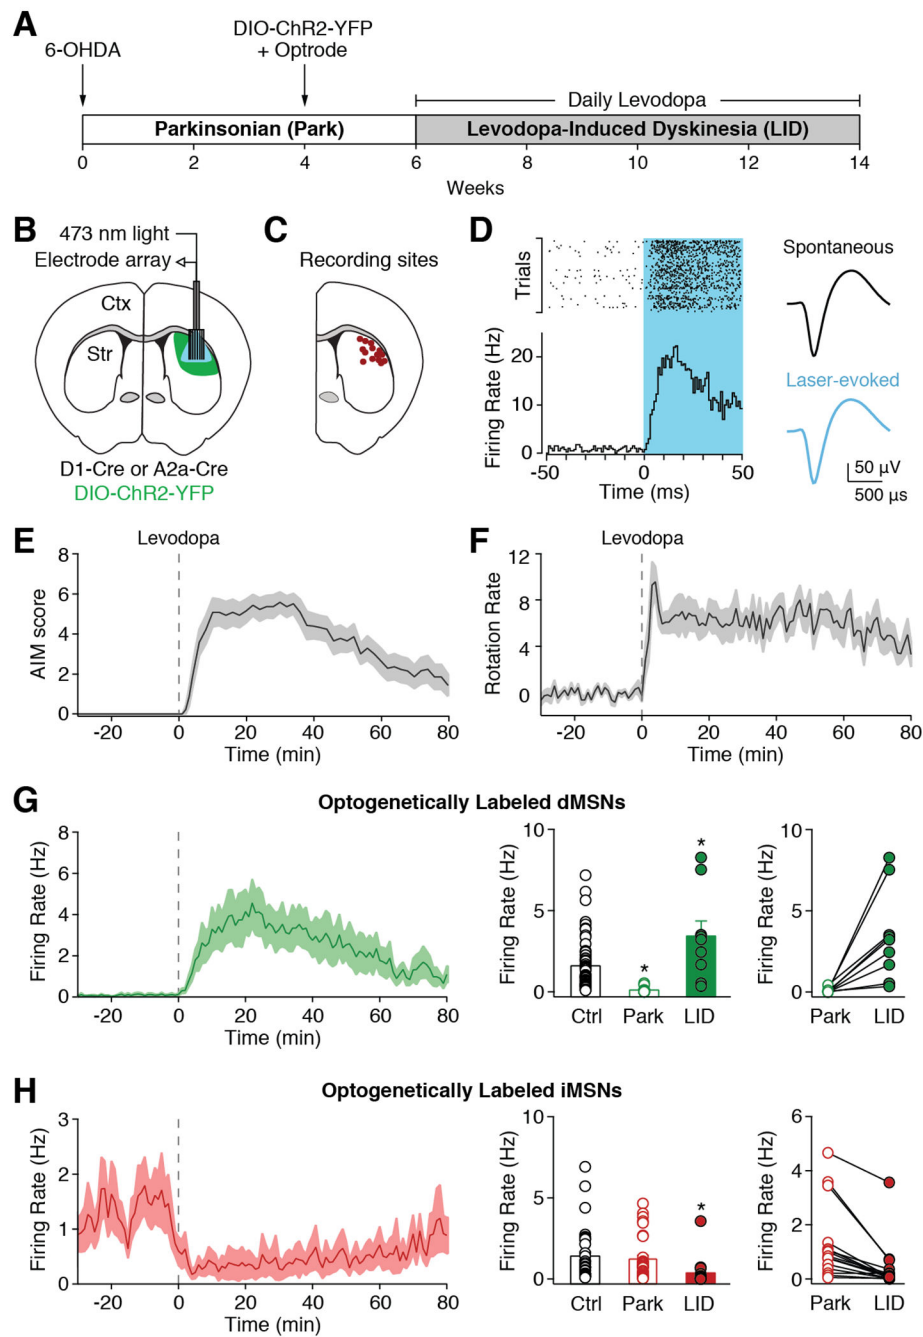 A
6-OHDA
DIO-ChR2-YFP
+ Optrode
Daily Levodopa
Parkinsonian (Park)
Levodopa-Induced Dyskinesia (LID)
0 2 4 6 8 10 12 14
Weeks
B
473 nm light
Electrode array
Ctx
Str
D1-Cre or A2a-Cre
DIO-ChR2-YFP
C
Recording sites
D
Trials
Firing Rate (Hz)
20
10
0
-50 0 50
Time (ms)
Spontaneous
Laser-evoked
50 µV
500 µs
E
Levodopa
AIM score
8
6
4
2
0
-20 0 20 40 60 80
Time (min)
F
Levodopa
Rotation Rate
12
8
4
0
-20 0 20 40 60 80
Time (min)
G
Optogenetically Labeled dMSNs
Firing Rate (Hz)
8
6
4
2
0
-20 0 20 40 60 80
Time (min)
Firing Rate (Hz)
10
5
0
*
*
Ctrl Park LID
Firing Rate (Hz)
10
5
0
Park LID
H
Optogenetically Labeled iMSNs
Firing Rate (Hz)
3
2
1
0
-20 0 20 40 60 80
Time (min)
Firing Rate (Hz)
10
5
0
*
Ctrl Park LID
Firing Rate (Hz)
6
4
2
0
Park LID